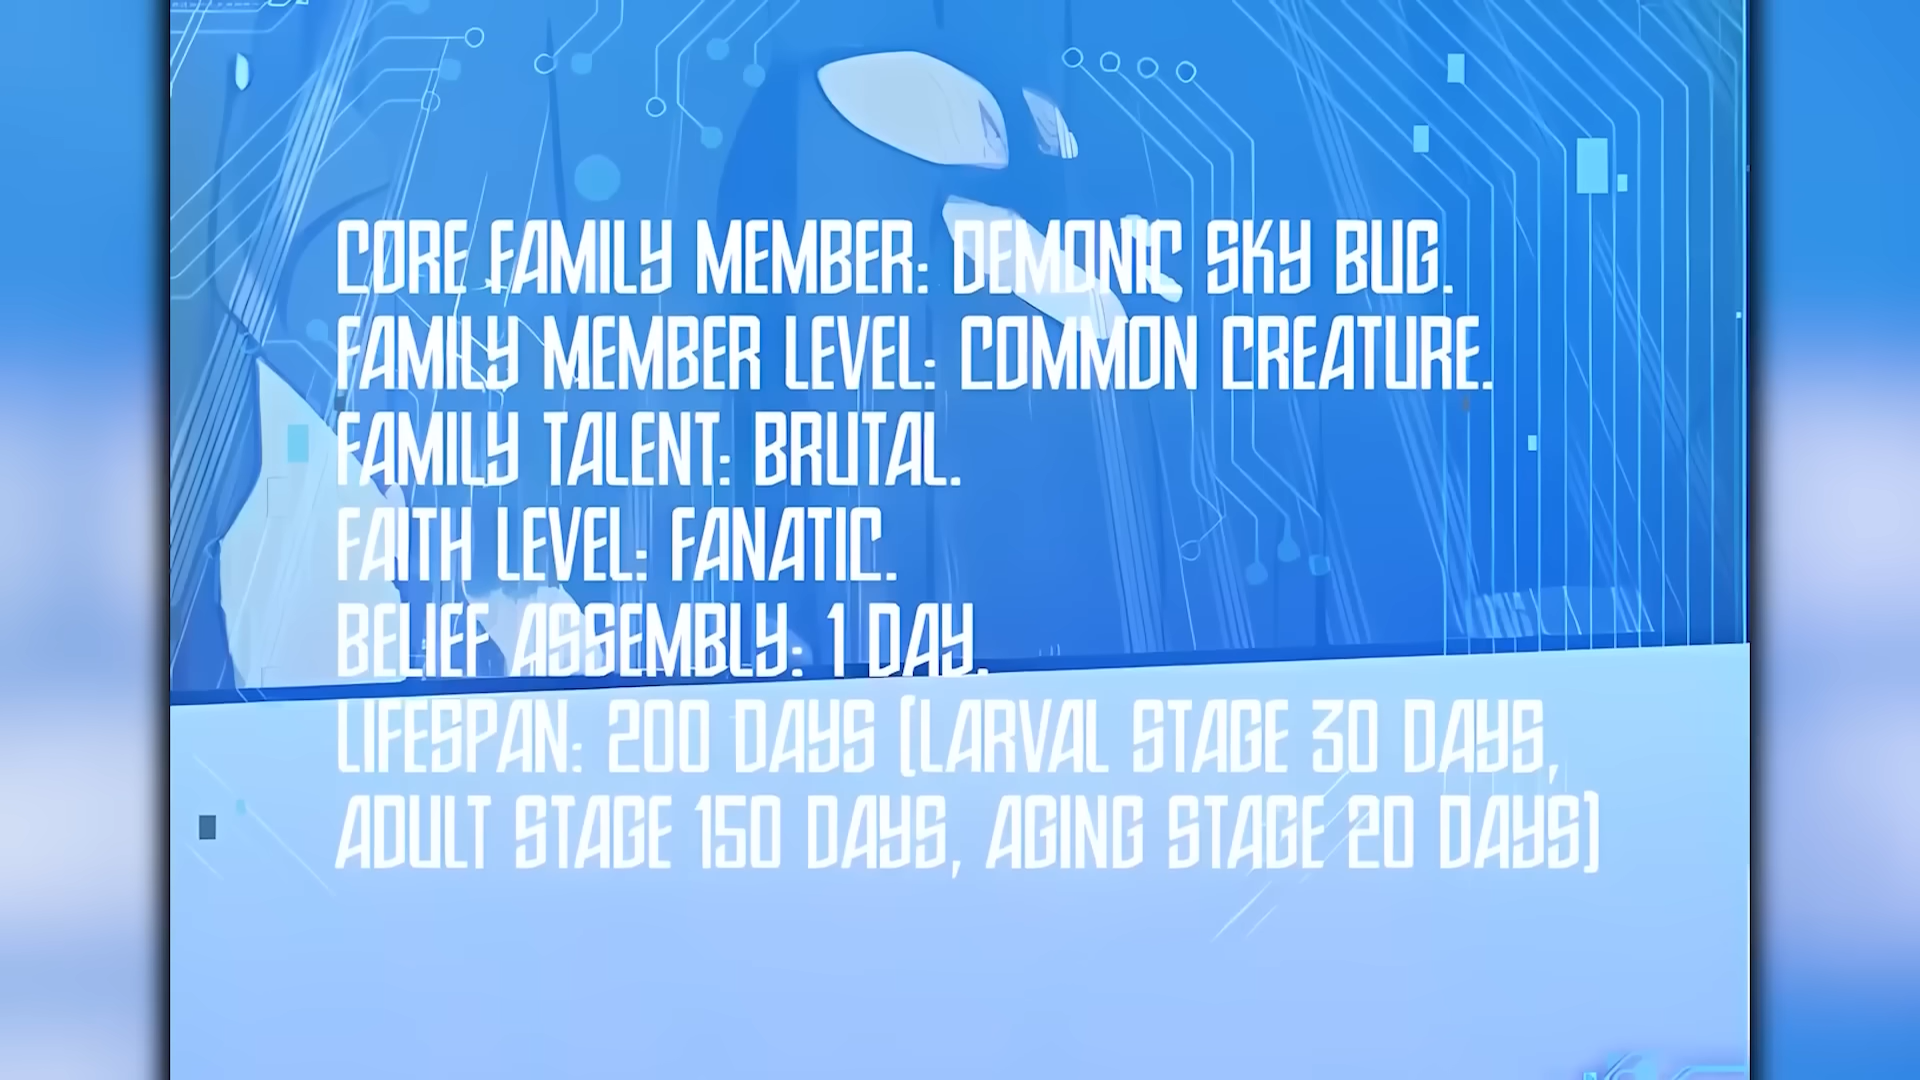 CORE FAMILY MEMBER: DEMONIC SKY BUG.
FAMILY MEMBER LEVEL: COMMON CREATURE.
FAMILY TALENT: BRUTAL.
FAITH LEVEL: FANATIC.
BELIEF ASSEMBLY: 1 DAY.
LIFESPAN: 200 DAYS (LARVAL STAGE 30 DAYS,
ADULT STAGE 150 DAYS, AGING STAGE 20 DAYS)